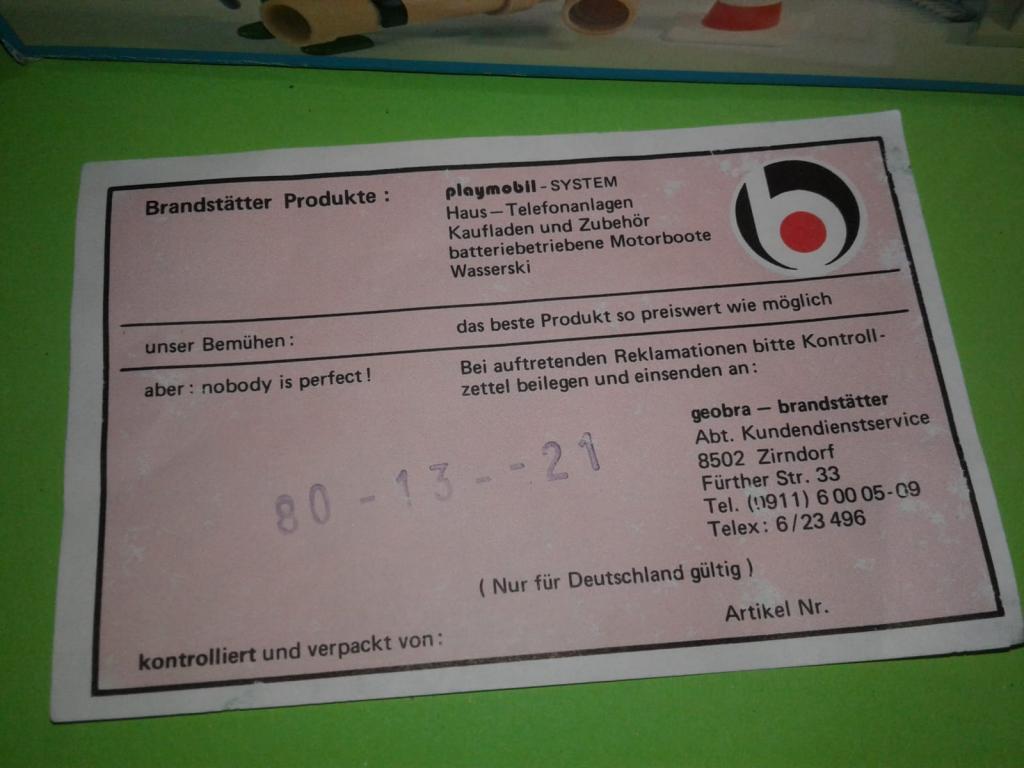 Brandstätter Produkte :
playmobil - SYSTEM
Haus — Telefonanlagen
Kaufladen und Zubehör
batteriebetriebene Motorboote
Wasserski
b
unser Bemühen :
das beste Produkt so preiswert wie möglich
aber : nobody is perfect !
Bei auftretenden Reklamationen bitte Kontroll-
zettel beilegen und einsenden an :
geobra — brandstätter
Abt. Kundendienstservice
8502 Zirndorf
Fürther Str. 33
Tel. (0911) 6 00 05-09
Telex : 6 / 23 496
80 - 13 - - 21
( Nur für Deutschland gültig )
Artikel Nr.
kontrolliert und verpackt von :